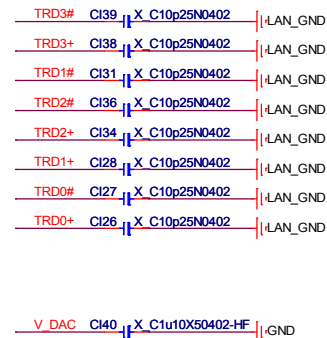 TRD3# CI39 X_C10p25N0402 LAN_GND
TRD3+ CI38 X_C10p25N0402 LAN_GND
TRD1# CI31 X_C10p25N0402 LAN_GND
TRD2# CI36 X_C10p25N0402 LAN_GND
TRD2+ CI34 X_C10p25N0402 LAN_GND
TRD1+ CI28 X_C10p25N0402 LAN_GND
TRD0# CI27 X_C10p25N0402 LAN_GND
TRD0+ CI26 X_C10p25N0402 LAN_GND
V_DAC CI40 X_C1u10X50402-HF GND